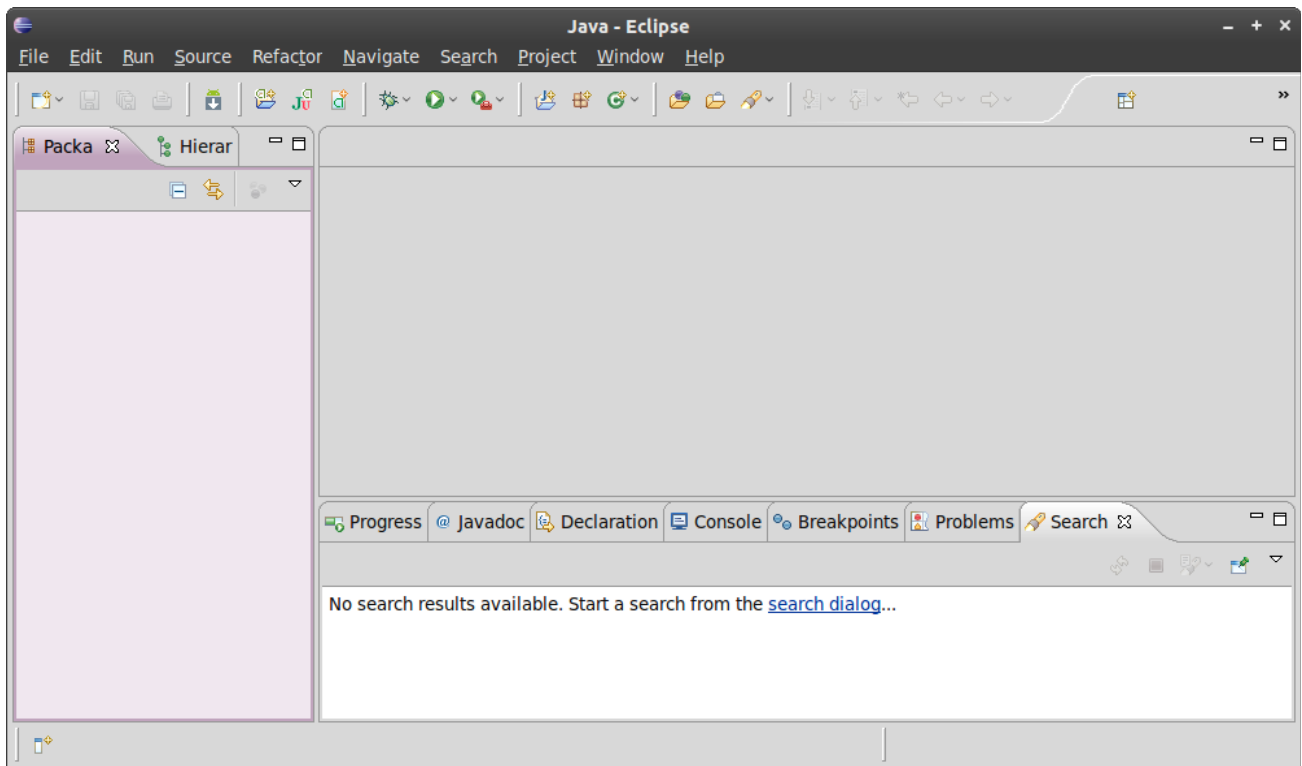 Java - Eclipse
File Edit Run Source Refactor Navigate Search Project Window Help
Packa Hierar
Progress @ Javadoc Declaration Console Breakpoints Problems Search
No search results available. Start a search from the search dialog...